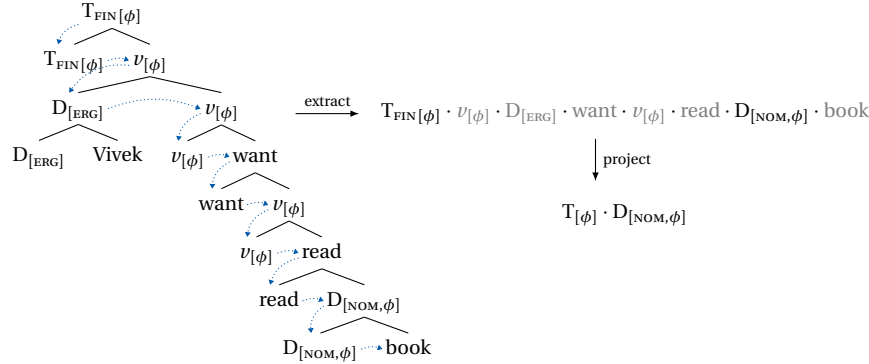 T_FIN[ϕ]
T_FIN[ϕ] v[ϕ]
D[ERG] v[ϕ]
D[ERG] Vivek v[ϕ] want
want v[ϕ]
v[ϕ] read
read D[NOM,ϕ]
D[NOM,ϕ] book
extract
T_FIN[ϕ] · v[ϕ] · D[ERG] · want · v[ϕ] · read · D[NOM,ϕ] · book
project
T[ϕ] · D[NOM,ϕ]